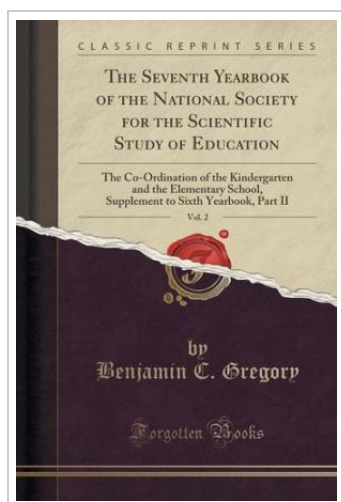 CLASSIC REPRINT SERIES
THE SEVENTH YEARBOOK
OF THE NATIONAL SOCIETY
FOR THE SCIENTIFIC
STUDY OF EDUCATION
The Co-Ordination of the Kindergarten
and the Elementary School,
Supplement to Sixth Yearbook, Part II
Vol. 2
by
Benjamin C. Gregory
Forgotten Books